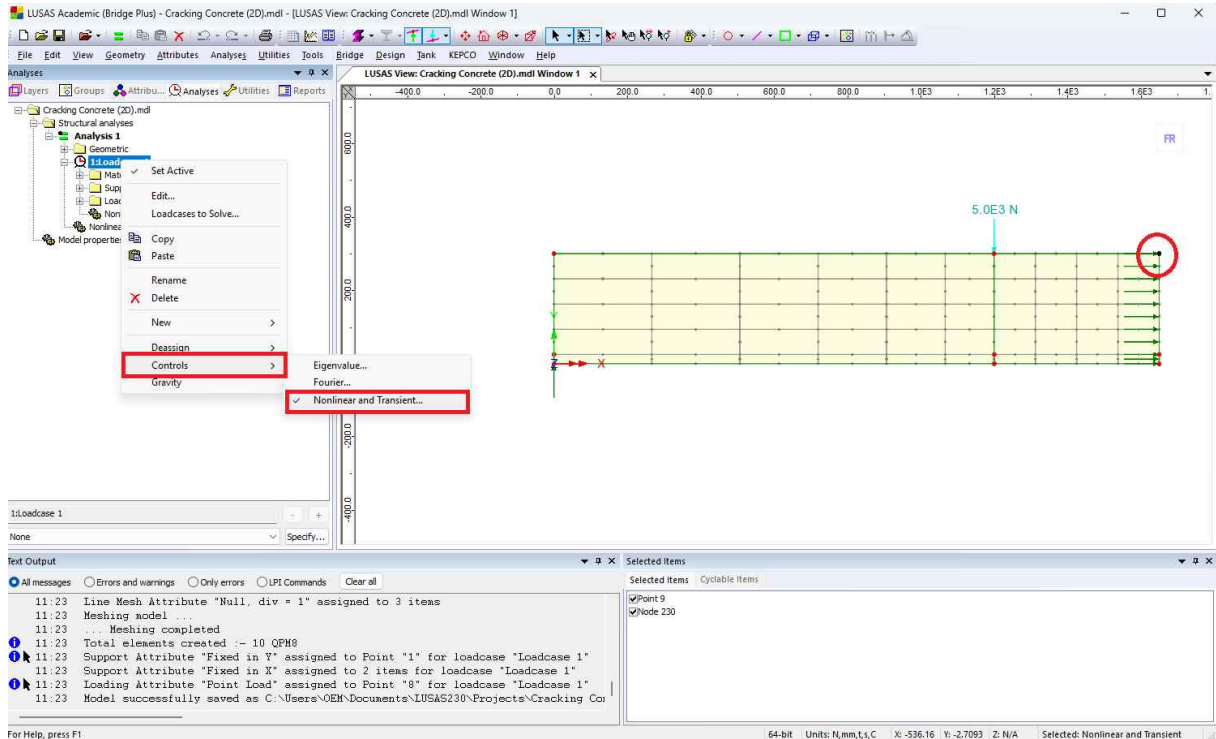 LUSAS Academic (Bridge Plus) - Cracking Concrete (2D).mdl - [LUSAS View: Cracking Concrete (2D).mdl Window 1]
File Edit View Geometry Attributes Analyses Utilities Tools Bridge Design Tank KEPCO Window Help
Analyses
Layers Groups Attribu... Analyses Utilities Reports
Cracking Concrete (2D).mdl
Structural analyses
Analysis 1
Geometric
1:Load
Mat
Sup
Loa
Non
Nonlinea
Model propertie
Set Active
Edit...
Loadcases to Solve...
Copy
Paste
Rename
Delete
New
Deassign
Controls
Gravity
Eigenvalue...
Fourier...
Nonlinear and Transient...
1:Loadcase 1
- +
None
Specify...
LUSAS View: Cracking Concrete (2D).mdl Window 1 x
-400.0 -200.0 0.0 200.0 400.0 600.0 800.0 1.0E3 1.2E3 1.4E3 1.6E3 1.
600.0
400.0
200.0
-200.0
-400.0
FR
5.0E3 N
X
Text Output
All messages Errors and warnings Only errors LPI Commands Clear all
11:23 Line Mesh Attribute "Null, div = 1" assigned to 3 items
11:23 Meshing model ...
11:23 ... Meshing completed
11:23 Total elements created :- 10 QPM8
11:23 Support Attribute "Fixed in Y" assigned to Point "1" for loadcase "Loadcase 1"
11:23 Support Attribute "Fixed in X" assigned to 2 items for loadcase "Loadcase 1"
11:23 Loading Attribute "Point Load" assigned to Point "8" for loadcase "Loadcase 1"
11:23 Model successfully saved as C:\Users\OEM\Documents\LUSAS230\Projects\Cracking Co
Selected Items
Selected Items Cyclable Items
Point 9
Node 230
For Help, press F1
64-bit Units: N,mm,t,s,C X: -536.16 Y: -2.7093 Z: N/A Selected: Nonlinear and Transient